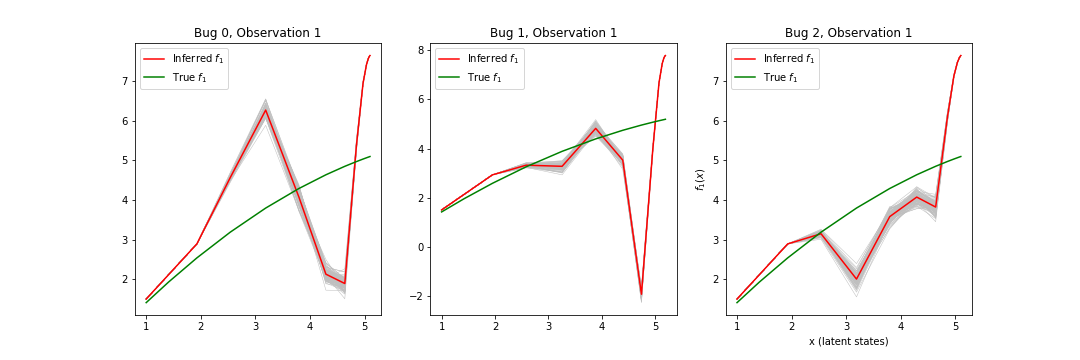 Bug 0, Observation 1
Inferred f₁
True f₁
7
6
5
4
3
2
1 2 3 4 5
Bug 1, Observation 1
Inferred f₁
True f₁
8
6
4
2
0
−2
1 2 3 4 5
Bug 2, Observation 1
Inferred f₁
True f₁
f₁(x)
7
6
5
4
3
2
1 2 3 4 5
x (latent states)